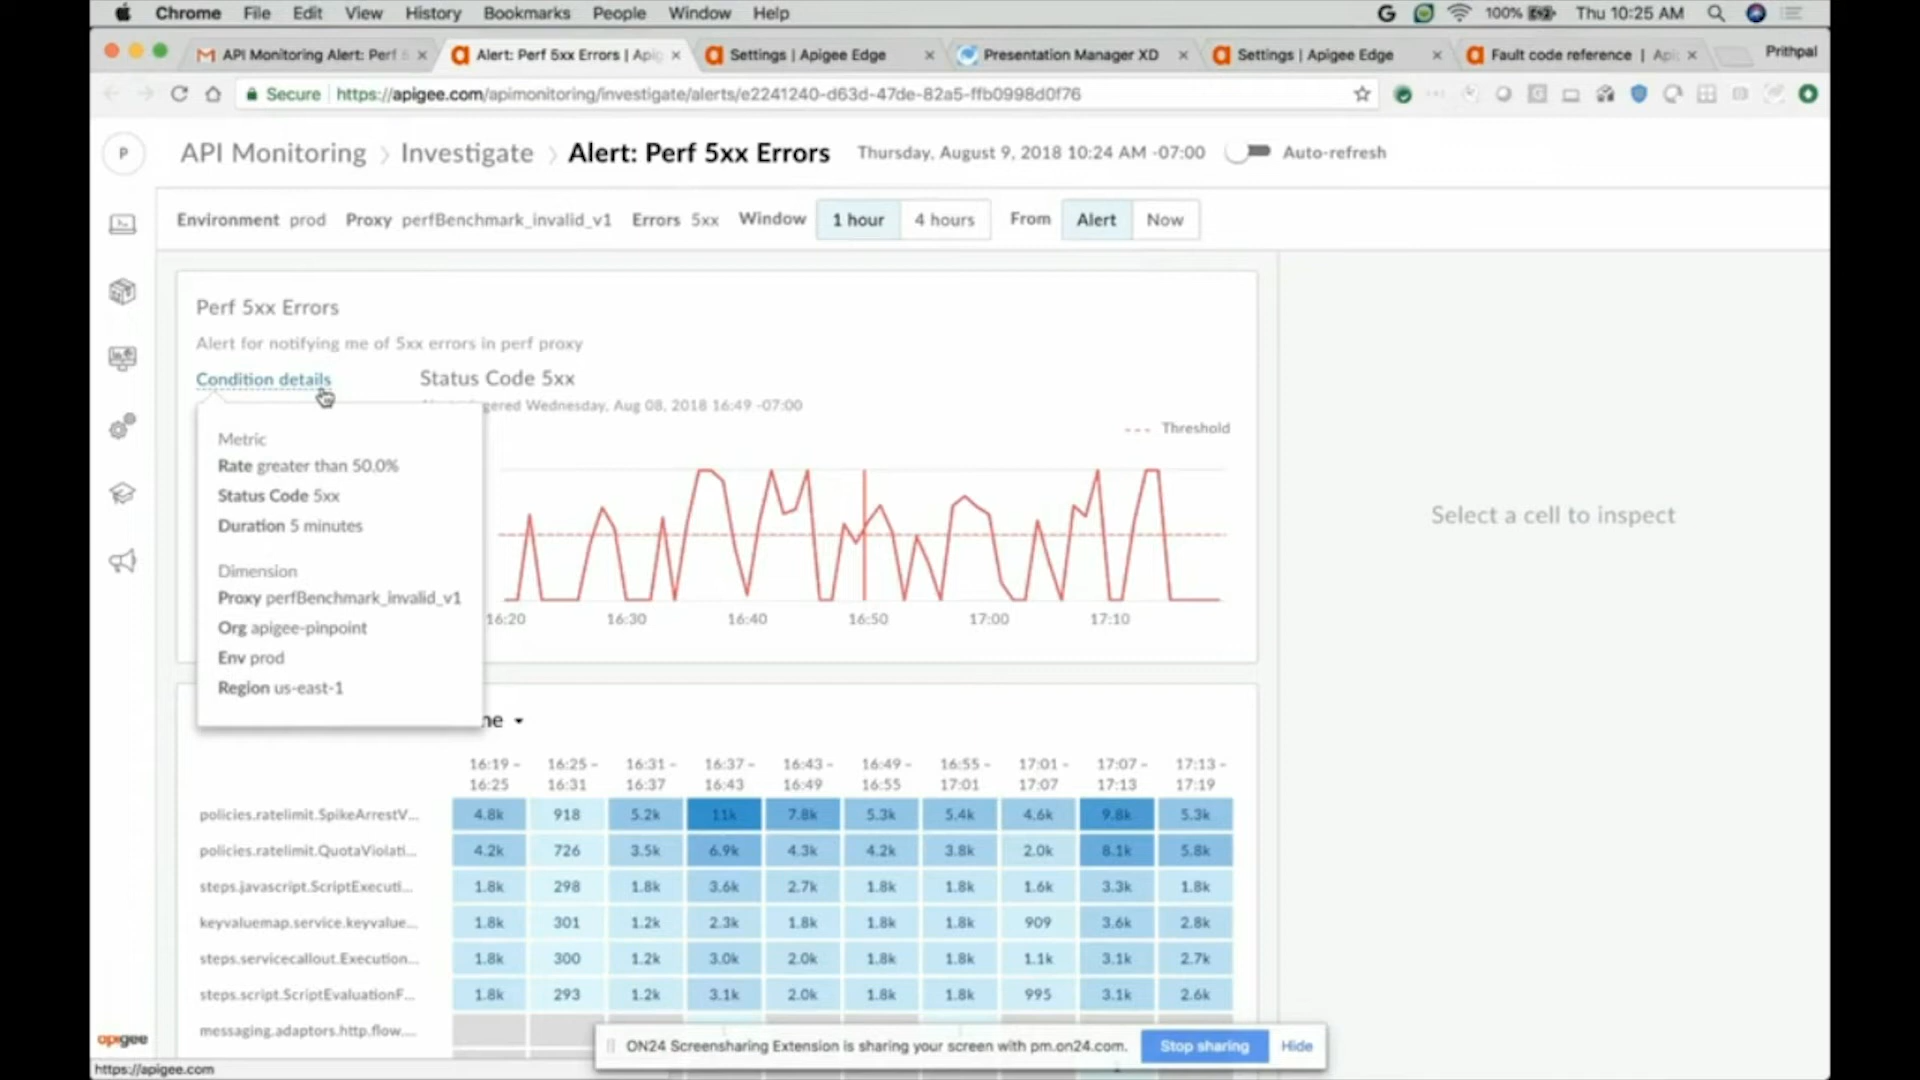 Chrome File Edit View History Bookmarks People Window Help 100% Thu 10:25 AM
API Monitoring Alert: Perf 5 Alert: Perf 5xx Errors | Apig Settings | Apigee Edge Presentation Manager XD Settings | Apigee Edge Fault code reference | Api Prithpal
Secure https://apigee.com/apimonitoring/investigate/alerts/e2241240-d63d-47de-82a5-ffb0998d0f76
P API Monitoring Investigate Alert: Perf 5xx Errors Thursday, August 9, 2018 10:24 AM -07:00 Auto-refresh
Environment prod Proxy perfBenchmark_invalid_v1 Errors 5xx Window 1 hour 4 hours From Alert Now
Perf 5xx Errors
Alert for notifying me of 5xx errors in perf proxy
Condition details Status Code 5xx
gered Wednesday, Aug 08, 2018 16:49 -07:00
Threshold
Metric
Rate greater than 50.0%
Status Code 5xx
Duration 5 minutes
Dimension
Proxy perfBenchmark_invalid_v1
Org apigee-pinpoint
Env prod
Region us-east-1
16:20 16:30 16:40 16:50 17:00 17:10
Select a cell to inspect
ne
16:19 - 16:25 - 16:31 - 16:37 - 16:43 - 16:49 - 16:55 - 17:01 - 17:07 - 17:13 -
16:25 16:31 16:37 16:43 16:49 16:55 17:01 17:07 17:13 17:19
policies.ratelimit.SpikeArrestV... 4.8k 918 5.2k 11k 7.8k 5.3k 5.4k 4.6k 9.8k 5.3k
policies.ratelimit.QuotaViolati... 4.2k 726 3.5k 6.9k 4.3k 4.2k 3.8k 2.0k 8.1k 5.8k
steps.javascript.ScriptExecuti... 1.8k 298 1.8k 3.6k 2.7k 1.8k 1.8k 1.6k 3.3k 1.8k
keyvaluemap.service.keyvalue... 1.8k 301 1.2k 2.3k 1.8k 1.8k 1.8k 909 3.6k 2.8k
steps.servicecallout.Execution... 1.8k 300 1.2k 3.0k 2.0k 1.8k 1.8k 1.1k 3.1k 2.7k
steps.script.ScriptEvaluationF... 1.8k 293 1.2k 3.1k 2.0k 1.8k 1.8k 995 3.1k 2.6k
messaging.adaptors.http.flow....
apigee
ON24 Screensharing Extension is sharing your screen with pm.on24.com. Stop sharing Hide
https://apigee.com